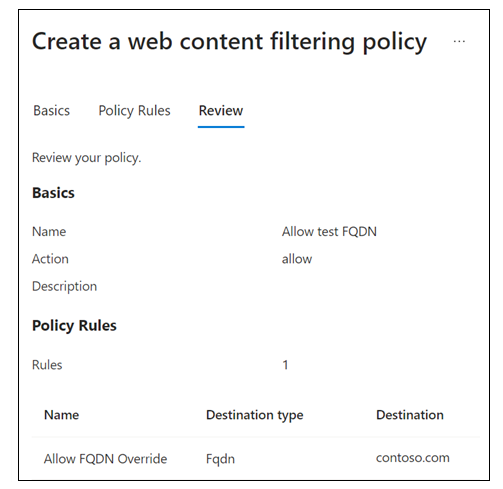 Create a web content filtering policy ...
Basics Policy Rules Review
Review your policy.
Basics
Name Allow test FQDN
Action allow
Description
Policy Rules
Rules 1
Name Destination type Destination
Allow FQDN Override Fqdn contoso.com